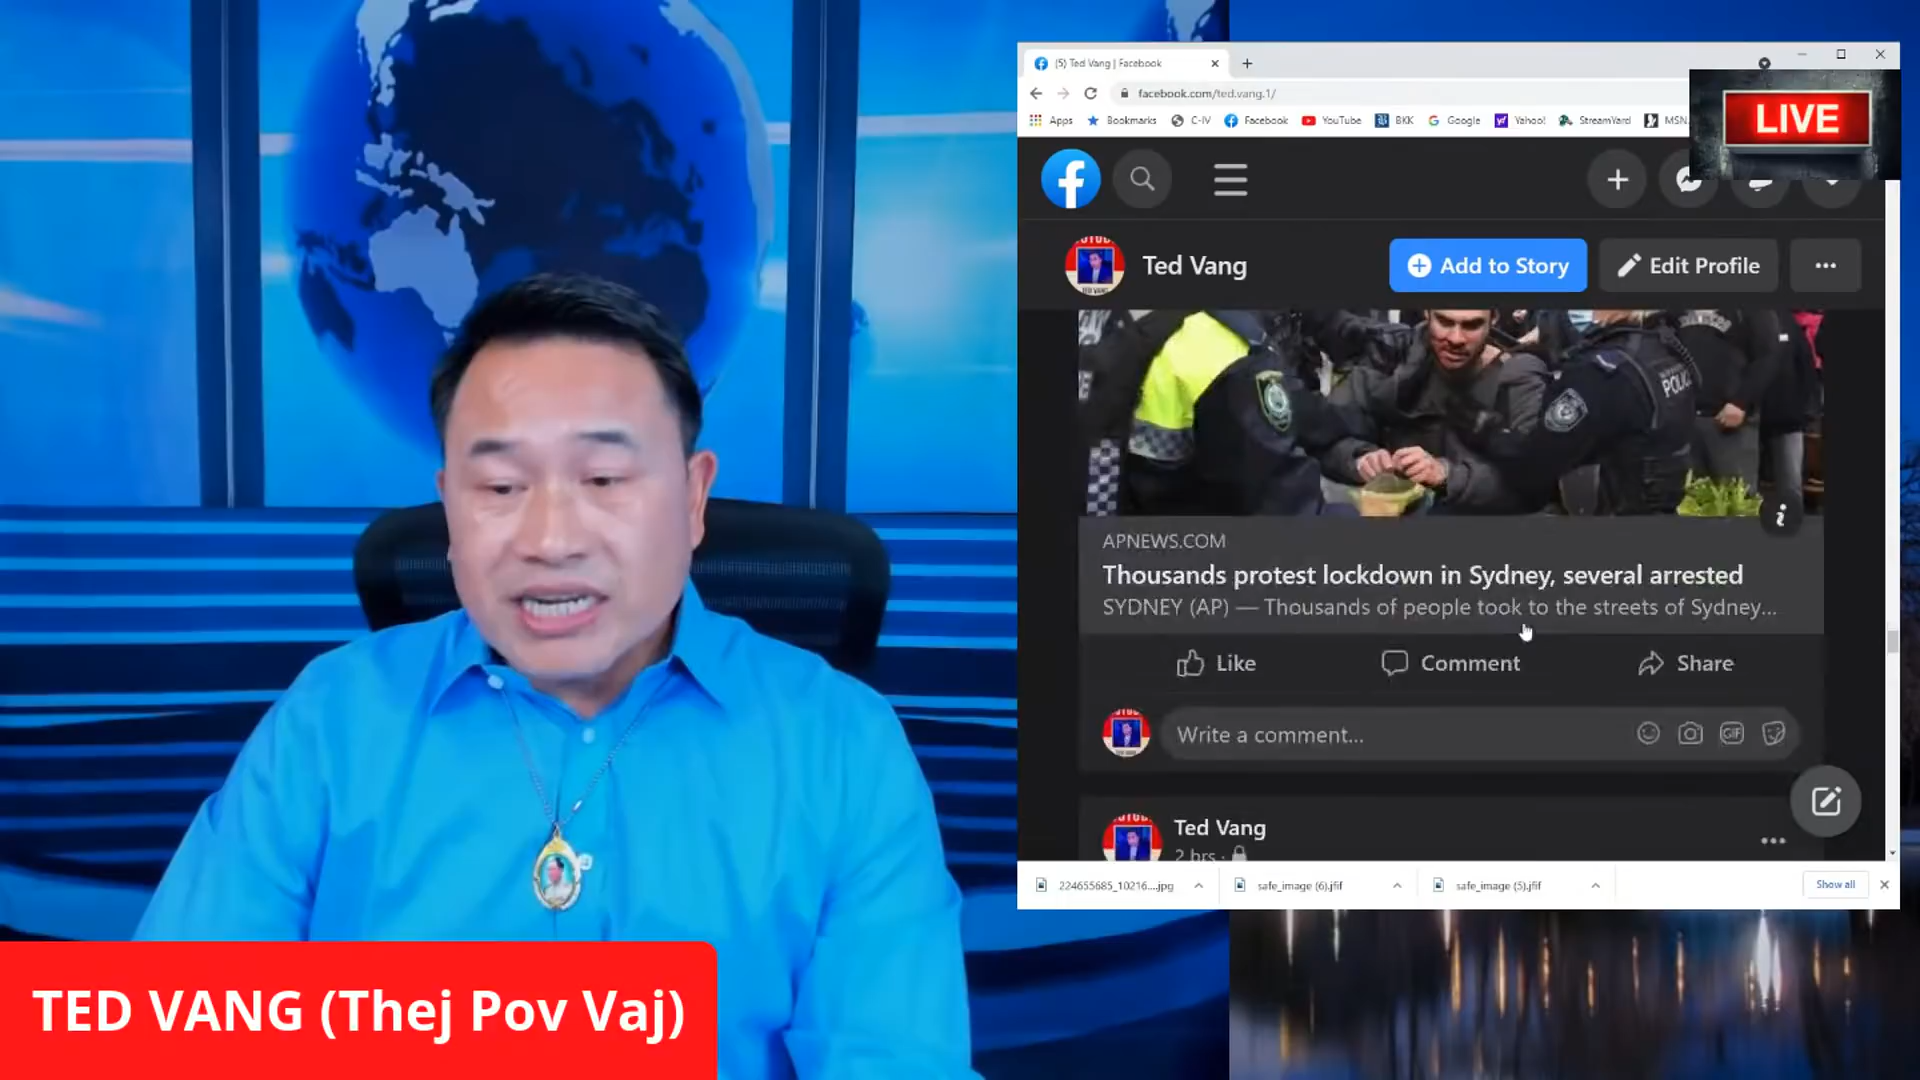 (5) Ted Vang | Facebook
facebook.com/ted.vang.1/
Apps Bookmarks C-IV Facebook YouTube BKK Google Yahoo! StreamYard MSN
LIVE
Ted Vang
Add to Story
Edit Profile
POLICE
APNEWS.COM
Thousands protest lockdown in Sydney, several arrested
SYDNEY (AP) — Thousands of people took to the streets of Sydney...
Like
Comment
Share
Write a comment...
GIF
Ted Vang
2 hrs ·
224655685_10216....jpg
safe_image (6).jfif
safe_image (5).jfif
Show all
TED VANG (Thej Pov Vaj)